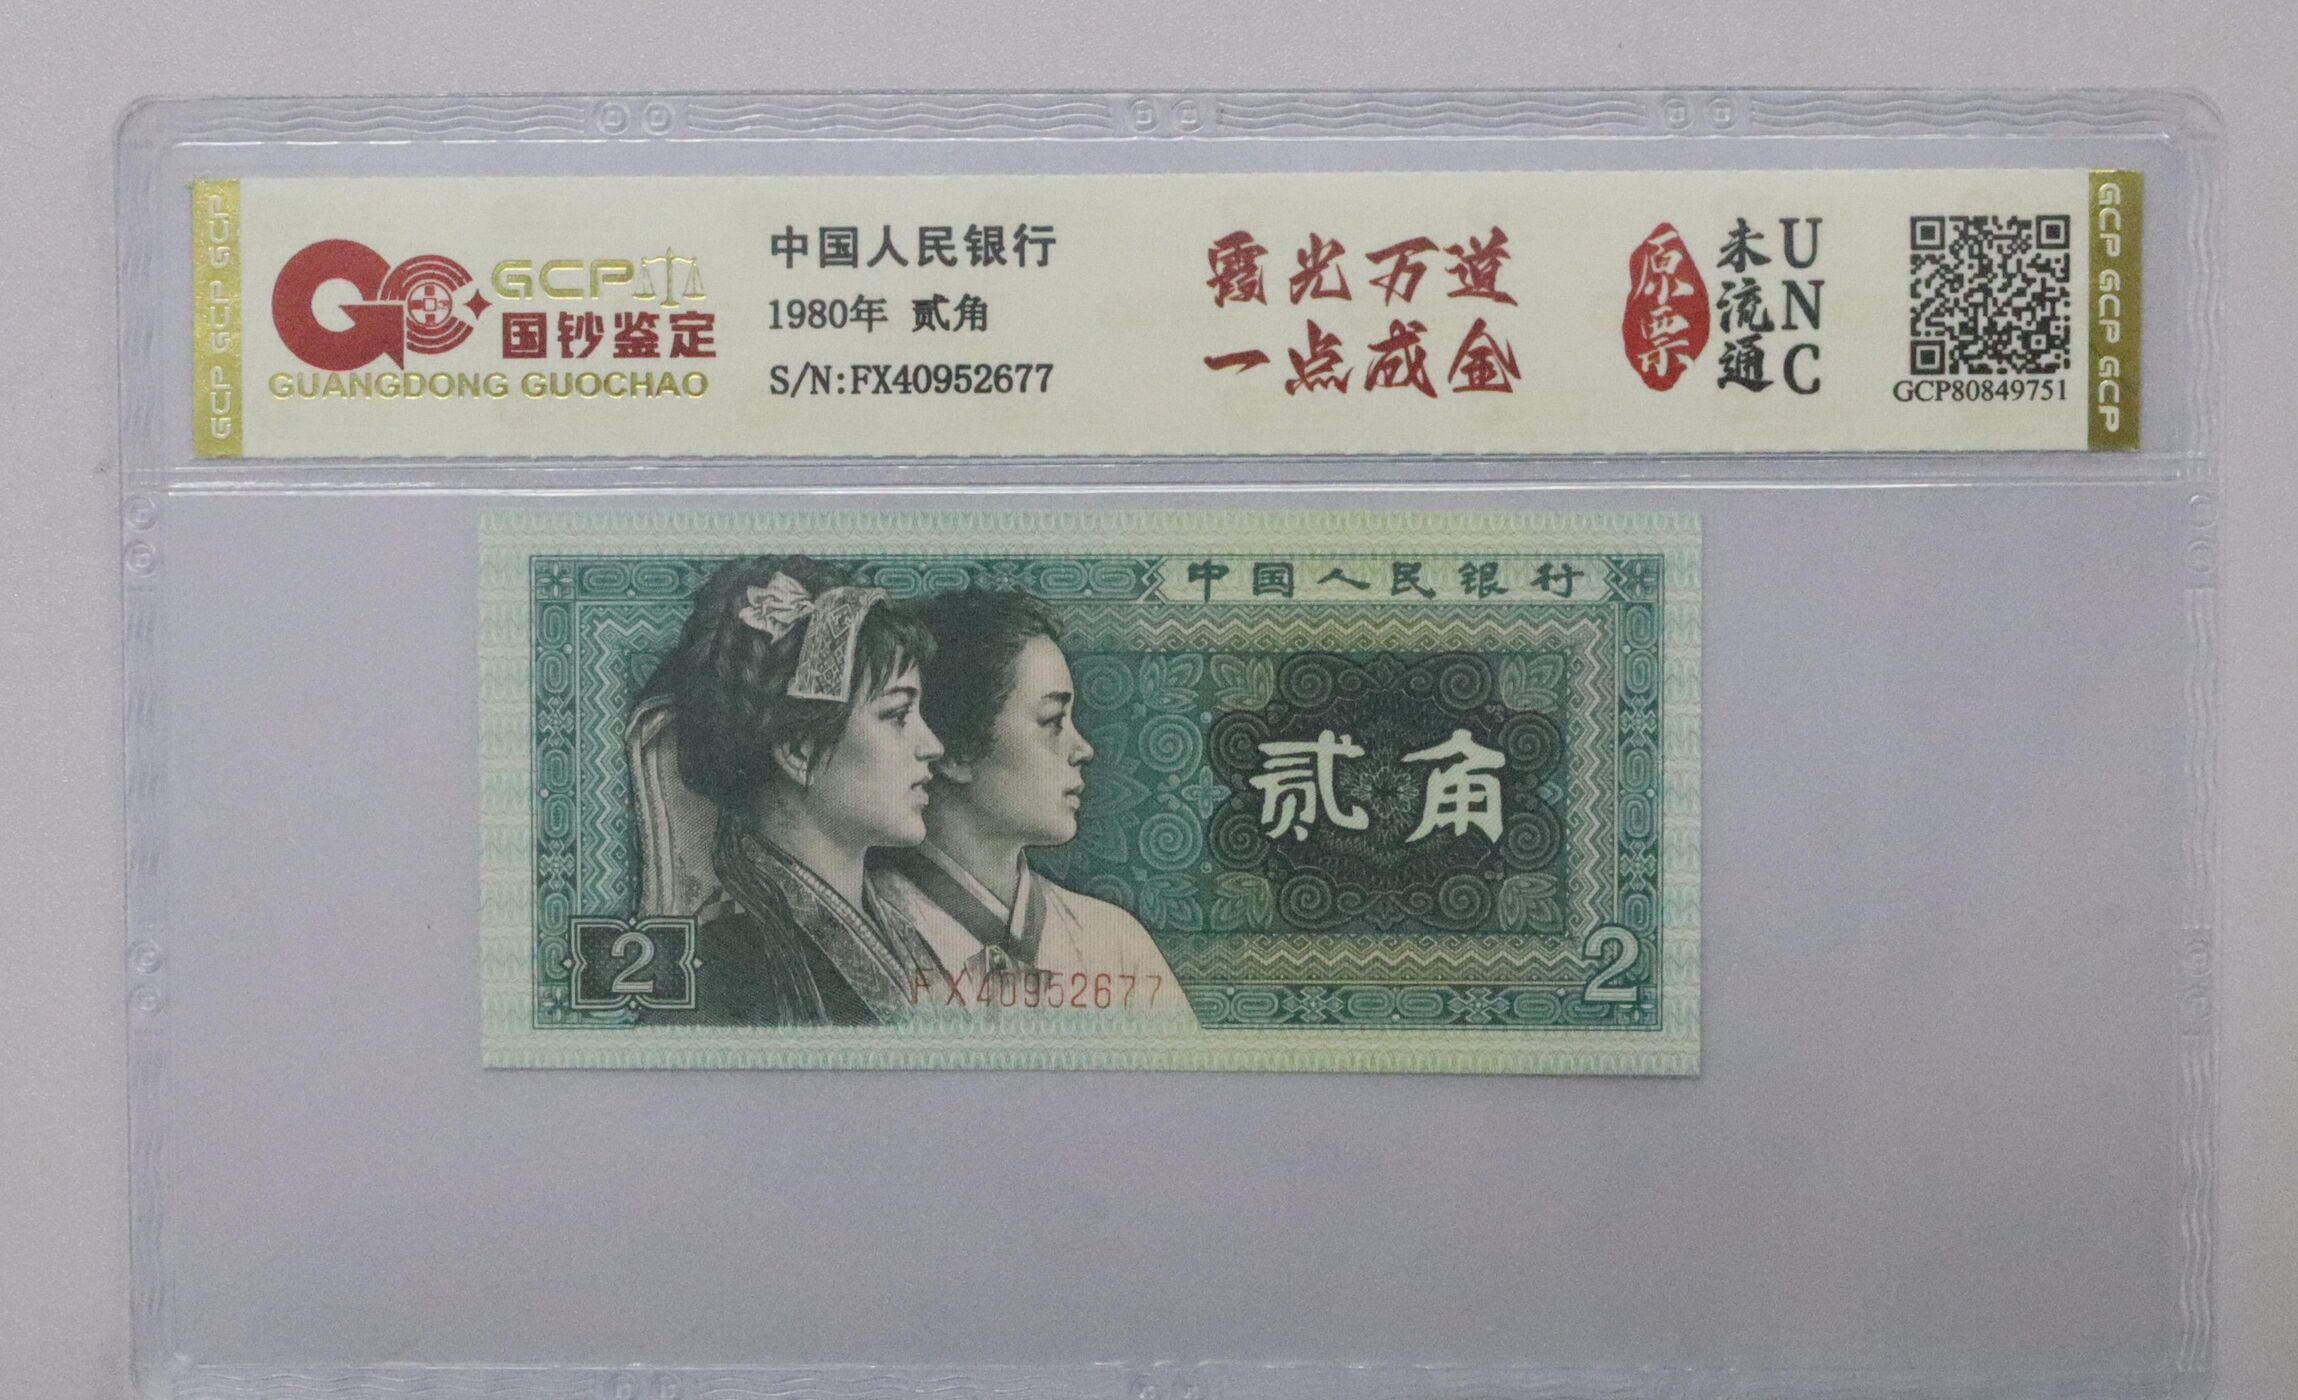 GCP
国钞鉴定
GUANGDONG GUOCHAO
中国人民银行
1980年 贰角
S/N:FX40952677
霞光万道
一点成金
原票
未流通
UNC
GCP80849751
GCP GCP GCP
GCP GCP GCP
中国人民银行
贰角
2
FX40952677
2